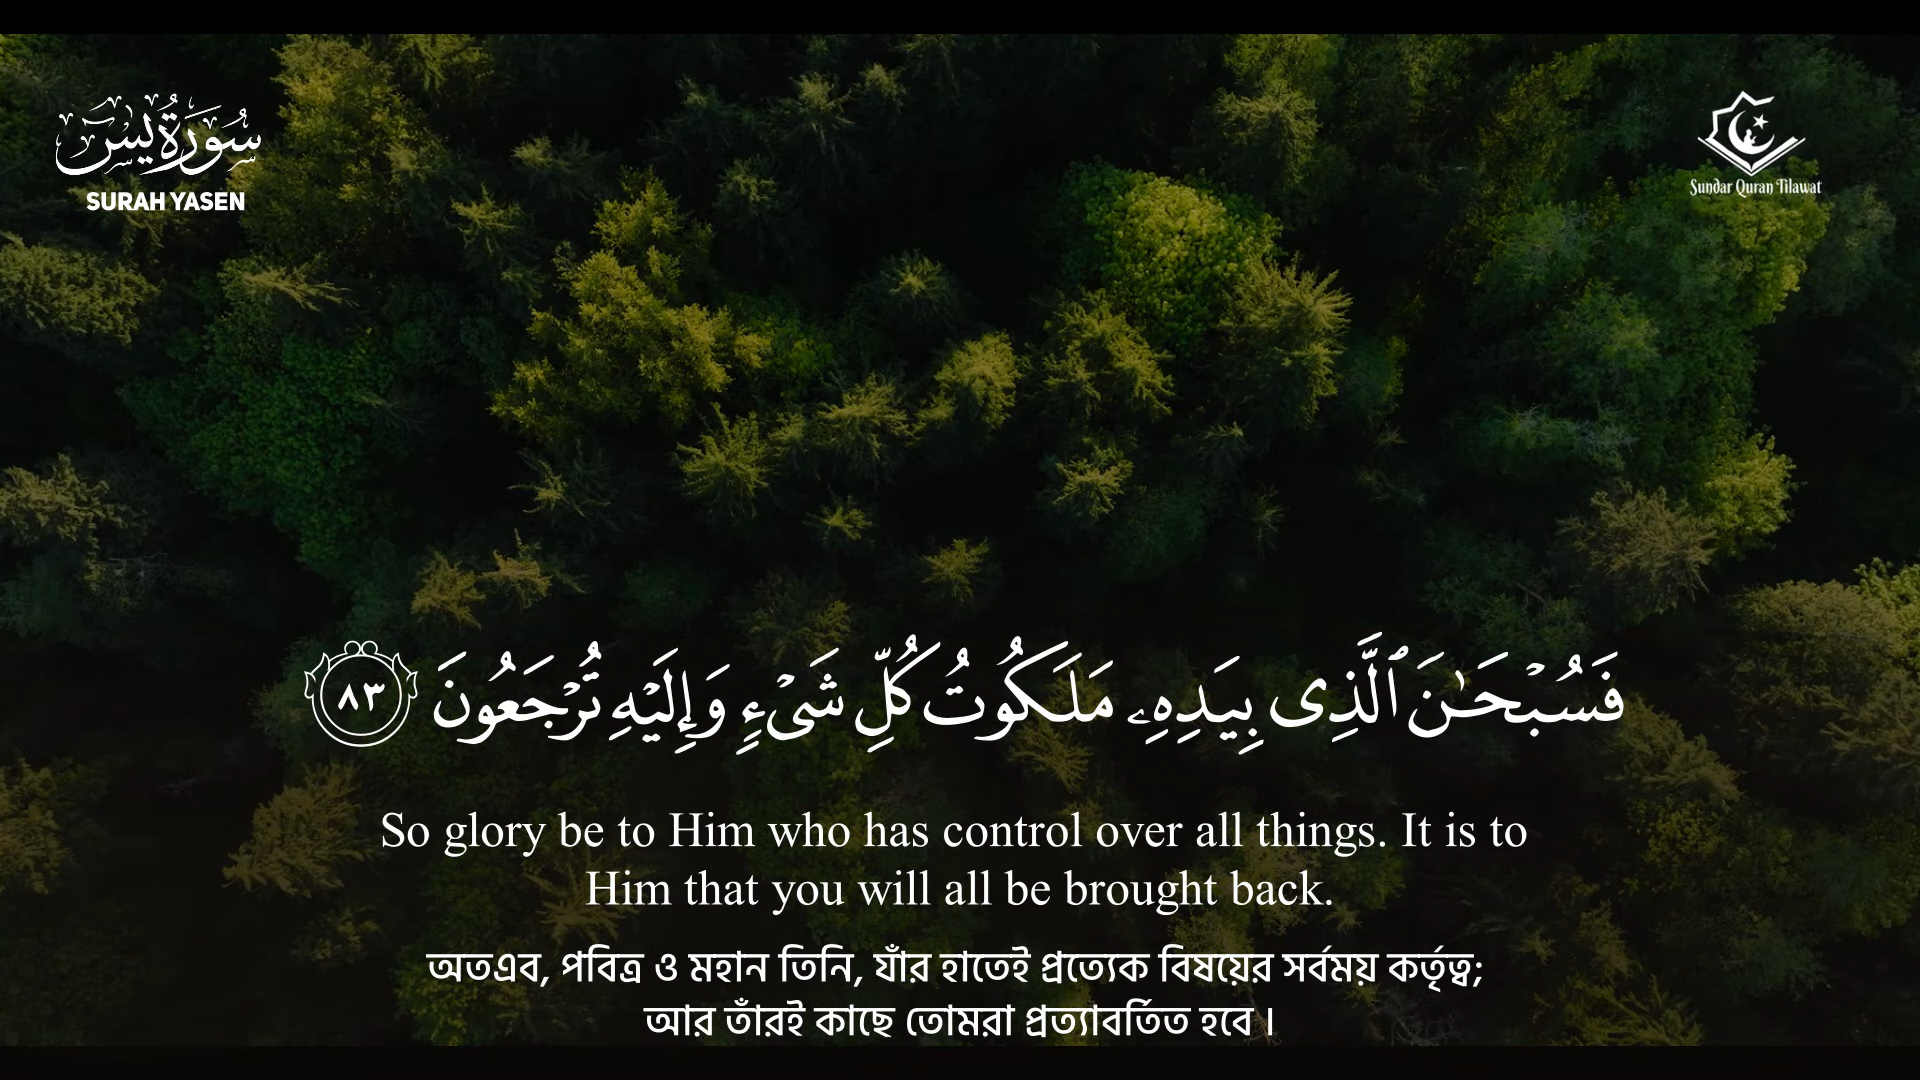 سُورَةُ يٰسٓ
SURAH YASEN
Sundar Quran Tilawat
فَسُبْحَـٰنَ ٱلَّذِى بِيَدِهِۦ مَلَكُوتُ كُلِّ شَىْءٍ وَإِلَيْهِ تُرْجَعُونَ ٨٣
So glory be to Him who has control over all things. It is to
Him that you will all be brought back.
অতএব, পবিত্র ও মহান তিনি, যাঁর হাতেই প্রত্যেক বিষয়ের সর্বময় কর্তৃত্ব;
আর তাঁরই কাছে তোমরা প্রত্যাবর্তিত হবে ।